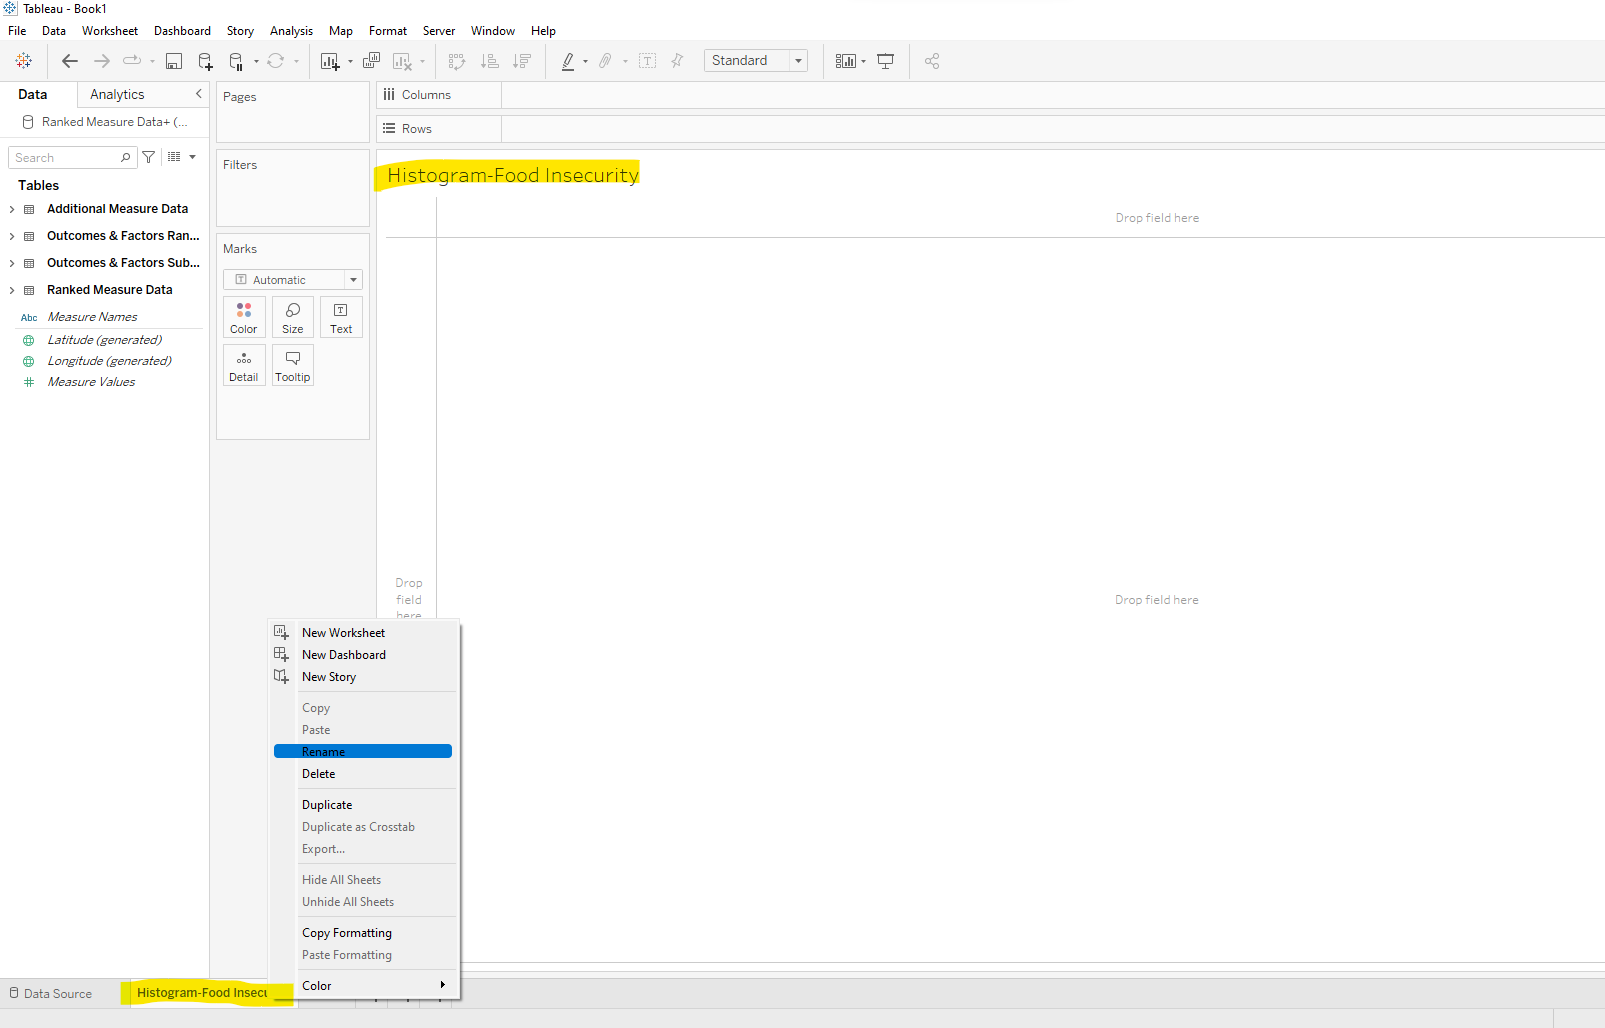 Tableau - Book1
File Data Worksheet Dashboard Story Analysis Map Format Server Window Help
Standard
Data Analytics
Pages
Columns
Ranked Measure Data+ (...
Rows
Search
Filters
Histogram-Food Insecurity
Tables
Additional Measure Data
Drop field here
Outcomes & Factors Ran...
Marks
Outcomes & Factors Sub...
Automatic
Ranked Measure Data
Abc Measure Names
Color Size Text
Latitude (generated)
Longitude (generated)
Detail Tooltip
Measure Values
Drop
field
here
Drop field here
New Worksheet
New Dashboard
New Story
Copy
Paste
Rename
Delete
Duplicate
Duplicate as Crosstab
Export...
Hide All Sheets
Unhide All Sheets
Copy Formatting
Paste Formatting
Color
Data Source
Histogram-Food Insecu